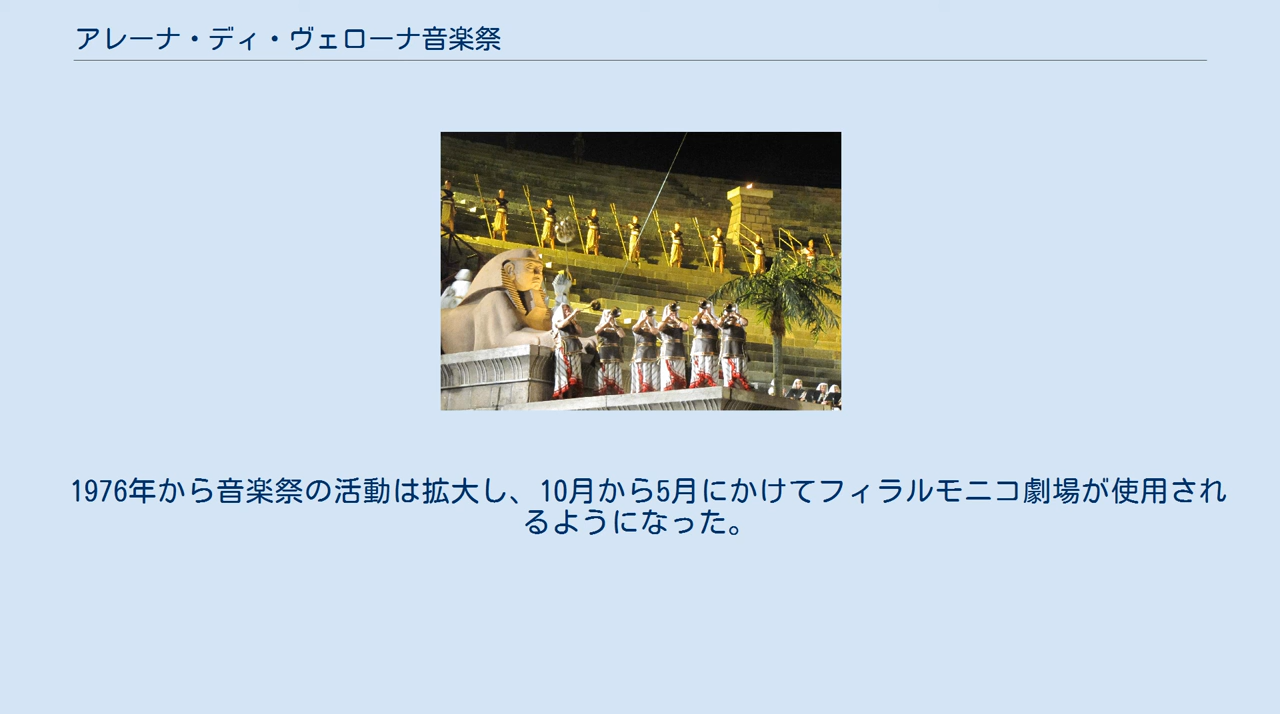 アレーナ・ディ・ヴェローナ音楽祭
1976年から音楽祭の活動は拡大し、10月から5月にかけてフィラルモニコ劇場が使用され
るようになった。